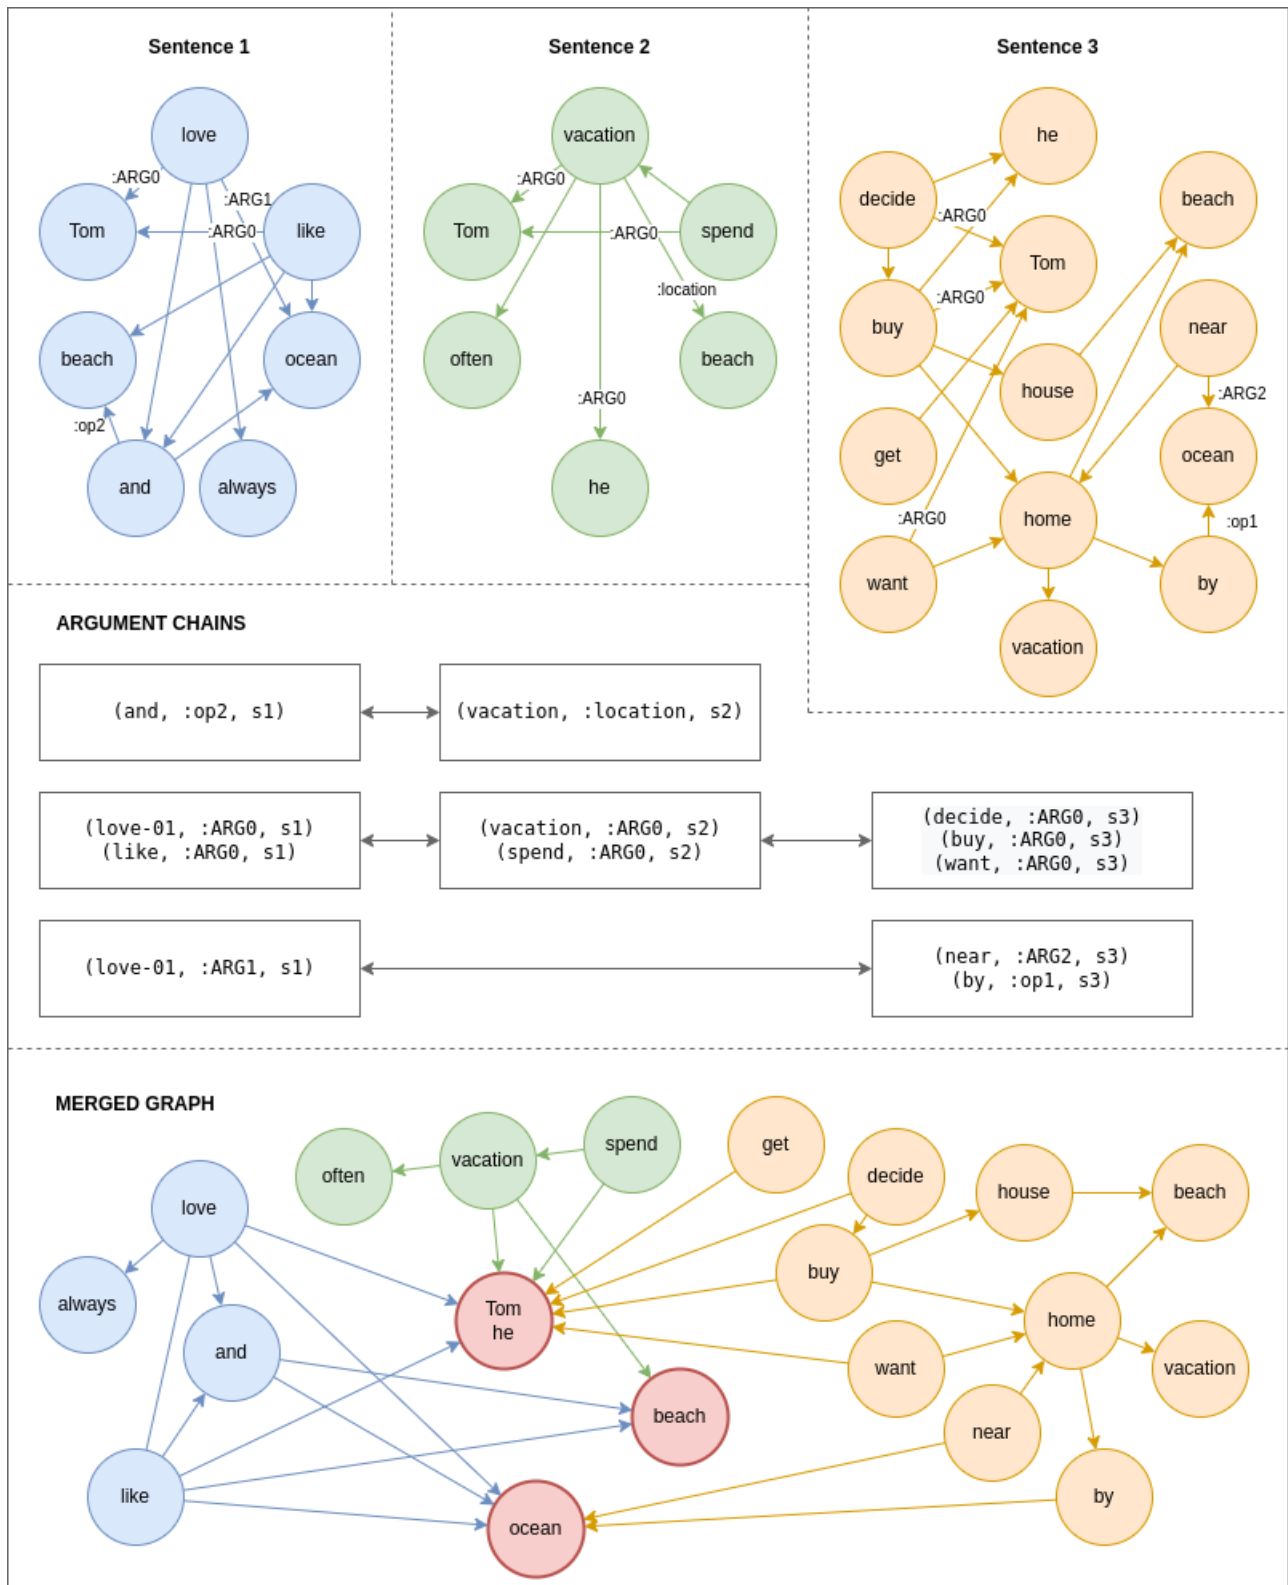 Sentence 1
love
:ARG0
:ARG1
Tom
:ARG0
like
beach
ocean
:op2
and
always
Sentence 2
vacation
:ARG0
Tom
:ARG0
spend
:location
often
beach
:ARG0
he
Sentence 3
he
decide
beach
:ARG0
Tom
:ARG0
buy
near
house
:ARG2
get
ocean
:ARG0
home
:op1
want
by
vacation
ARGUMENT CHAINS
(and, :op2, s1)
(vacation, :location, s2)
(love-01, :ARG0, s1)
(like, :ARG0, s1)
(vacation, :ARG0, s2)
(spend, :ARG0, s2)
(decide, :ARG0, s3)
(buy, :ARG0, s3)
(want, :ARG0, s3)
(love-01, :ARG1, s1)
(near, :ARG2, s3)
(by, :op1, s3)
MERGED GRAPH
often
vacation
spend
get
decide
house
beach
love
always
and
Tom
he
buy
home
want
vacation
beach
near
like
ocean
by